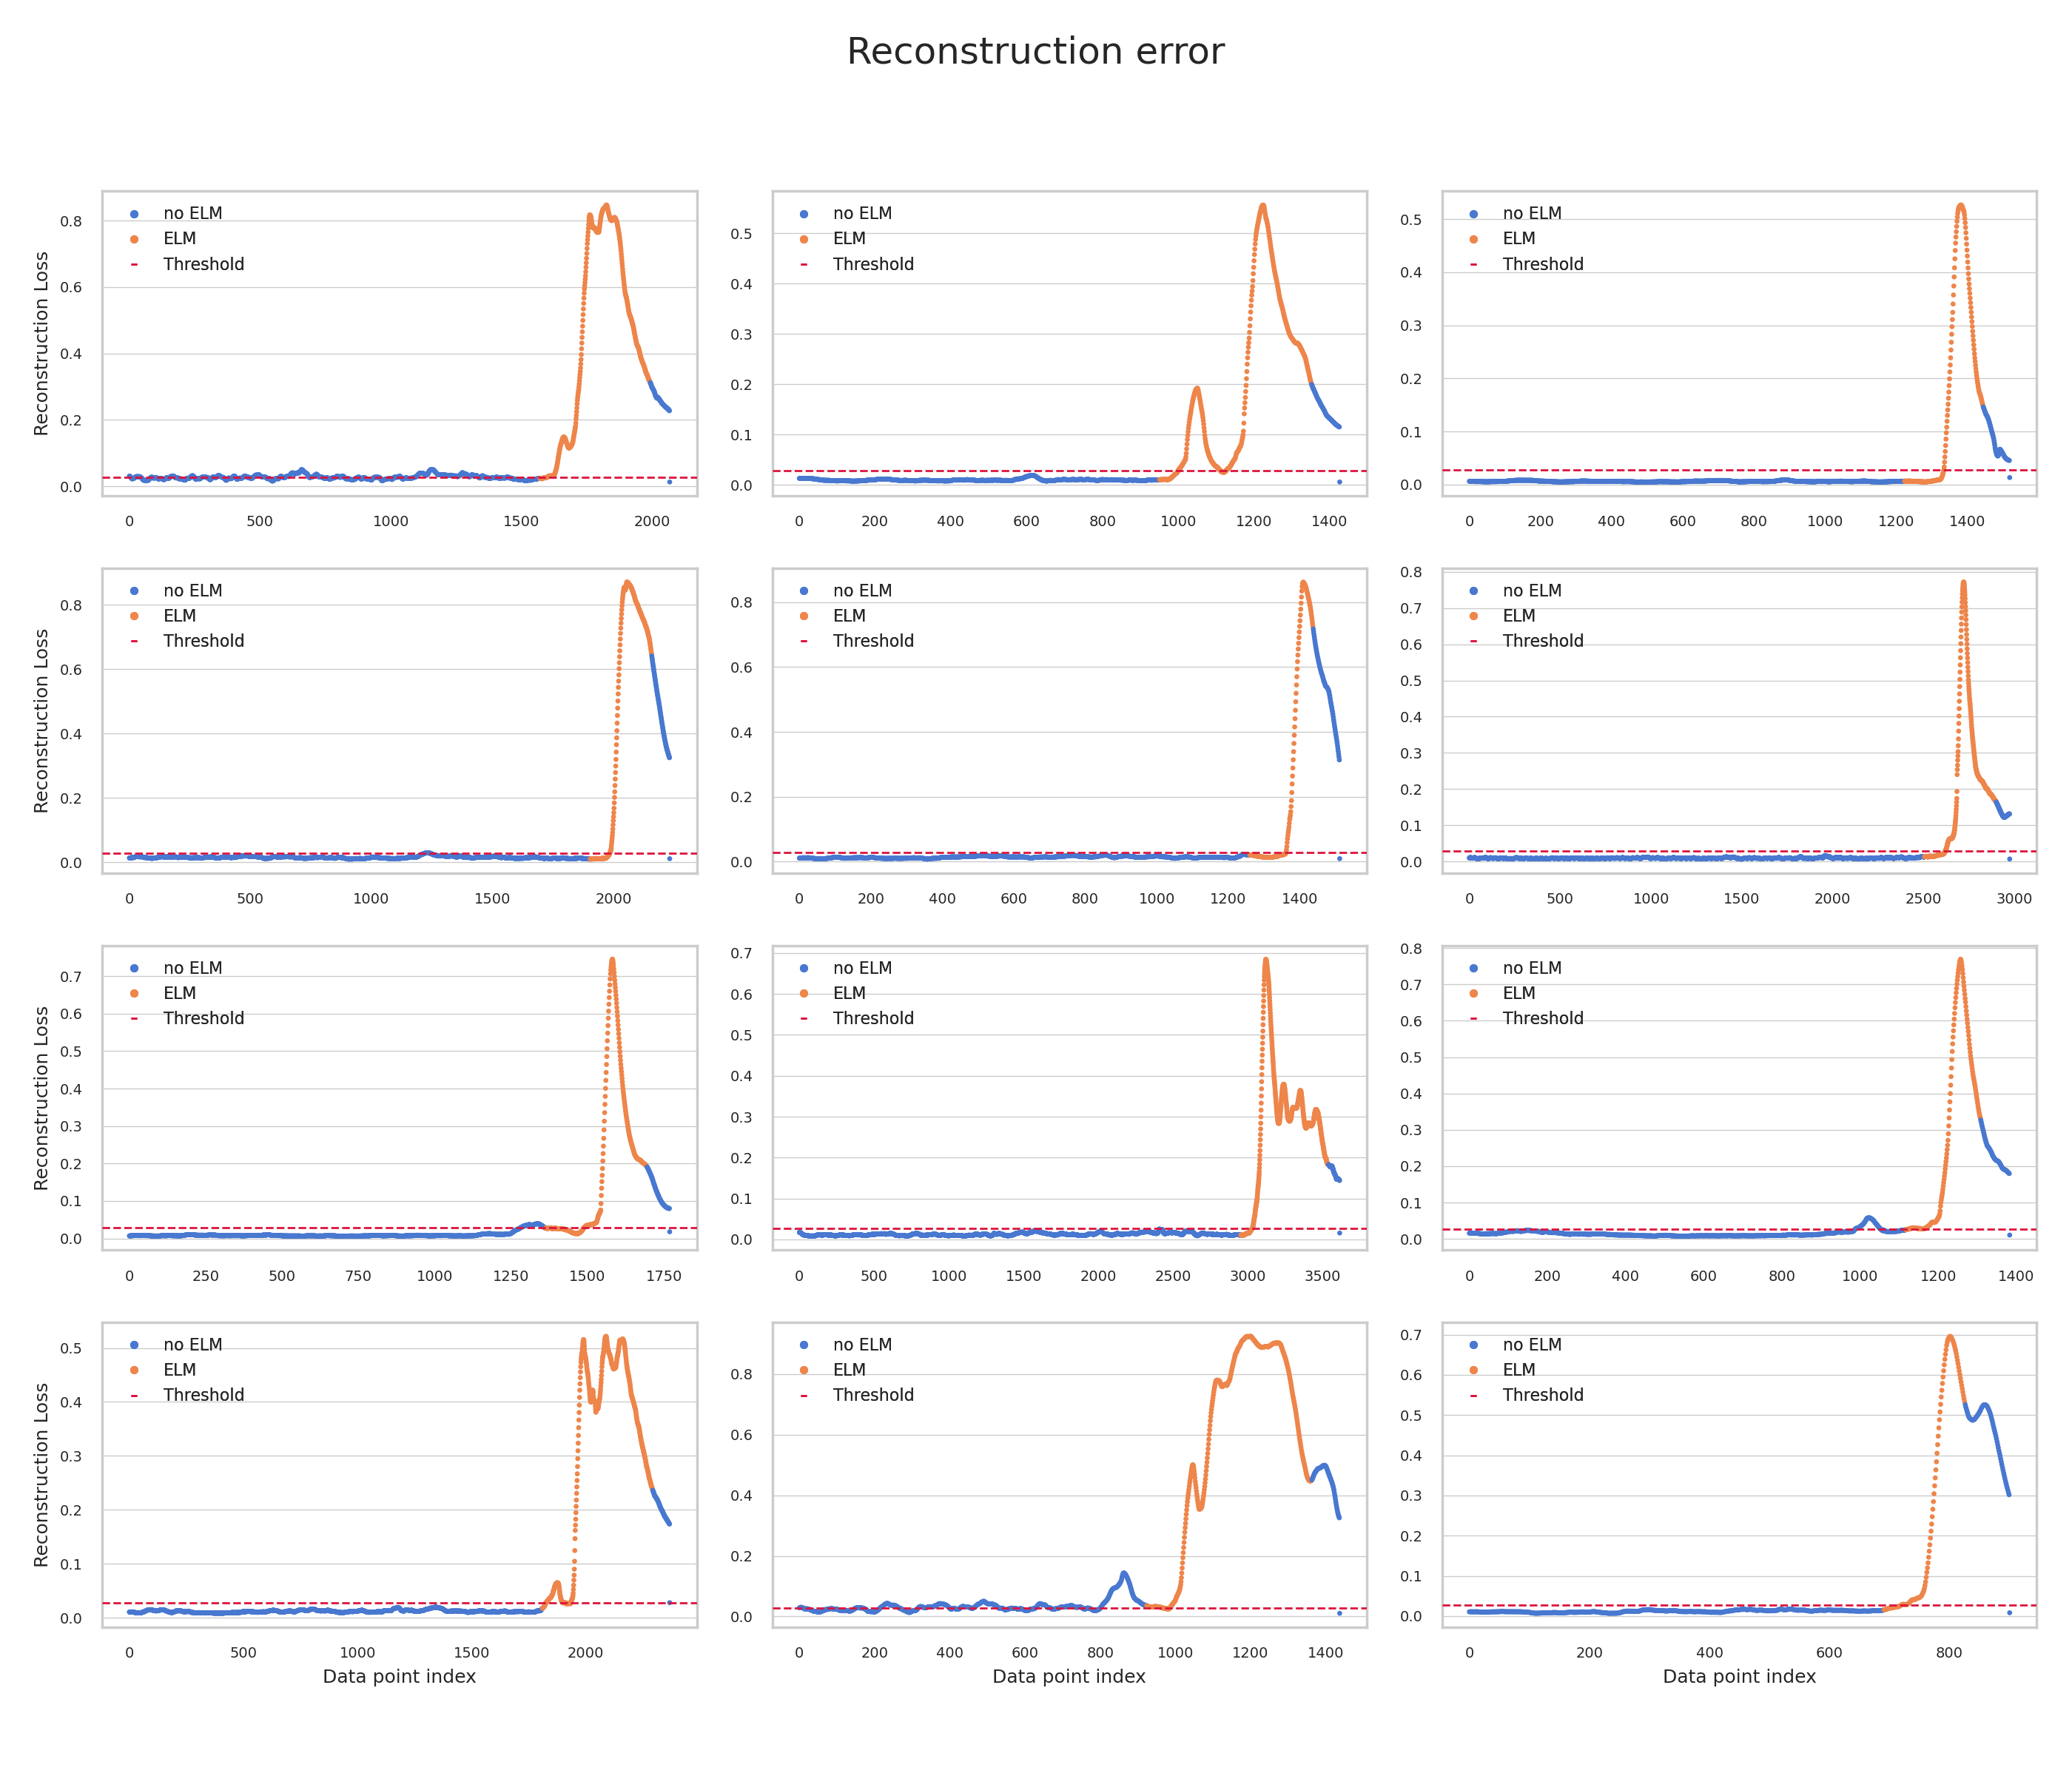 Reconstruction error
no ELM
ELM
Threshold
Reconstruction Loss
0.8
0.6
0.4
0.2
0.0
0 500 1000 1500 2000
no ELM
ELM
Threshold
0.5
0.4
0.3
0.2
0.1
0.0
0 200 400 600 800 1000 1200 1400
no ELM
ELM
Threshold
0.5
0.4
0.3
0.2
0.1
0.0
0 200 400 600 800 1000 1200 1400
no ELM
ELM
Threshold
Reconstruction Loss
0.8
0.6
0.4
0.2
0.0
0 500 1000 1500 2000
no ELM
ELM
Threshold
0.8
0.6
0.4
0.2
0.0
0 200 400 600 800 1000 1200 1400
no ELM
ELM
Threshold
0.8
0.7
0.6
0.5
0.4
0.3
0.2
0.1
0.0
0 500 1000 1500 2000 2500 3000
no ELM
ELM
Threshold
Reconstruction Loss
0.7
0.6
0.5
0.4
0.3
0.2
0.1
0.0
0 250 500 750 1000 1250 1500 1750
no ELM
ELM
Threshold
0.7
0.6
0.5
0.4
0.3
0.2
0.1
0.0
0 500 1000 1500 2000 2500 3000 3500
no ELM
ELM
Threshold
0.8
0.7
0.6
0.5
0.4
0.3
0.2
0.1
0.0
0 200 400 600 800 1000 1200 1400
no ELM
ELM
Threshold
Reconstruction Loss
0.5
0.4
0.3
0.2
0.1
0.0
0 500 1000 1500 2000
Data point index
no ELM
ELM
Threshold
0.8
0.6
0.4
0.2
0.0
0 200 400 600 800 1000 1200 1400
Data point index
no ELM
ELM
Threshold
0.7
0.6
0.5
0.4
0.3
0.2
0.1
0.0
0 200 400 600 800
Data point index